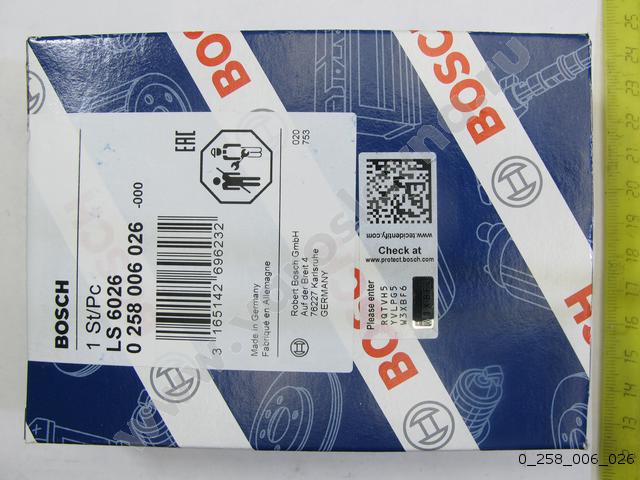 BOSCH
BOSCH
BOSCH
BOSCH
BOSCH
1 St/Pc
LS 6026
0 258 006 026
-000
3 165142 696232
EAC
020
753
Made in Germany
Fabriqué en Allemagne
Robert Bosch GmbH
Auf der Breit 4
76227 Karlsruhe
GERMANY
www.tecidentify.com
Check at
www.protect.bosch.com
Please enter
RQTVH5
0_258_006_026